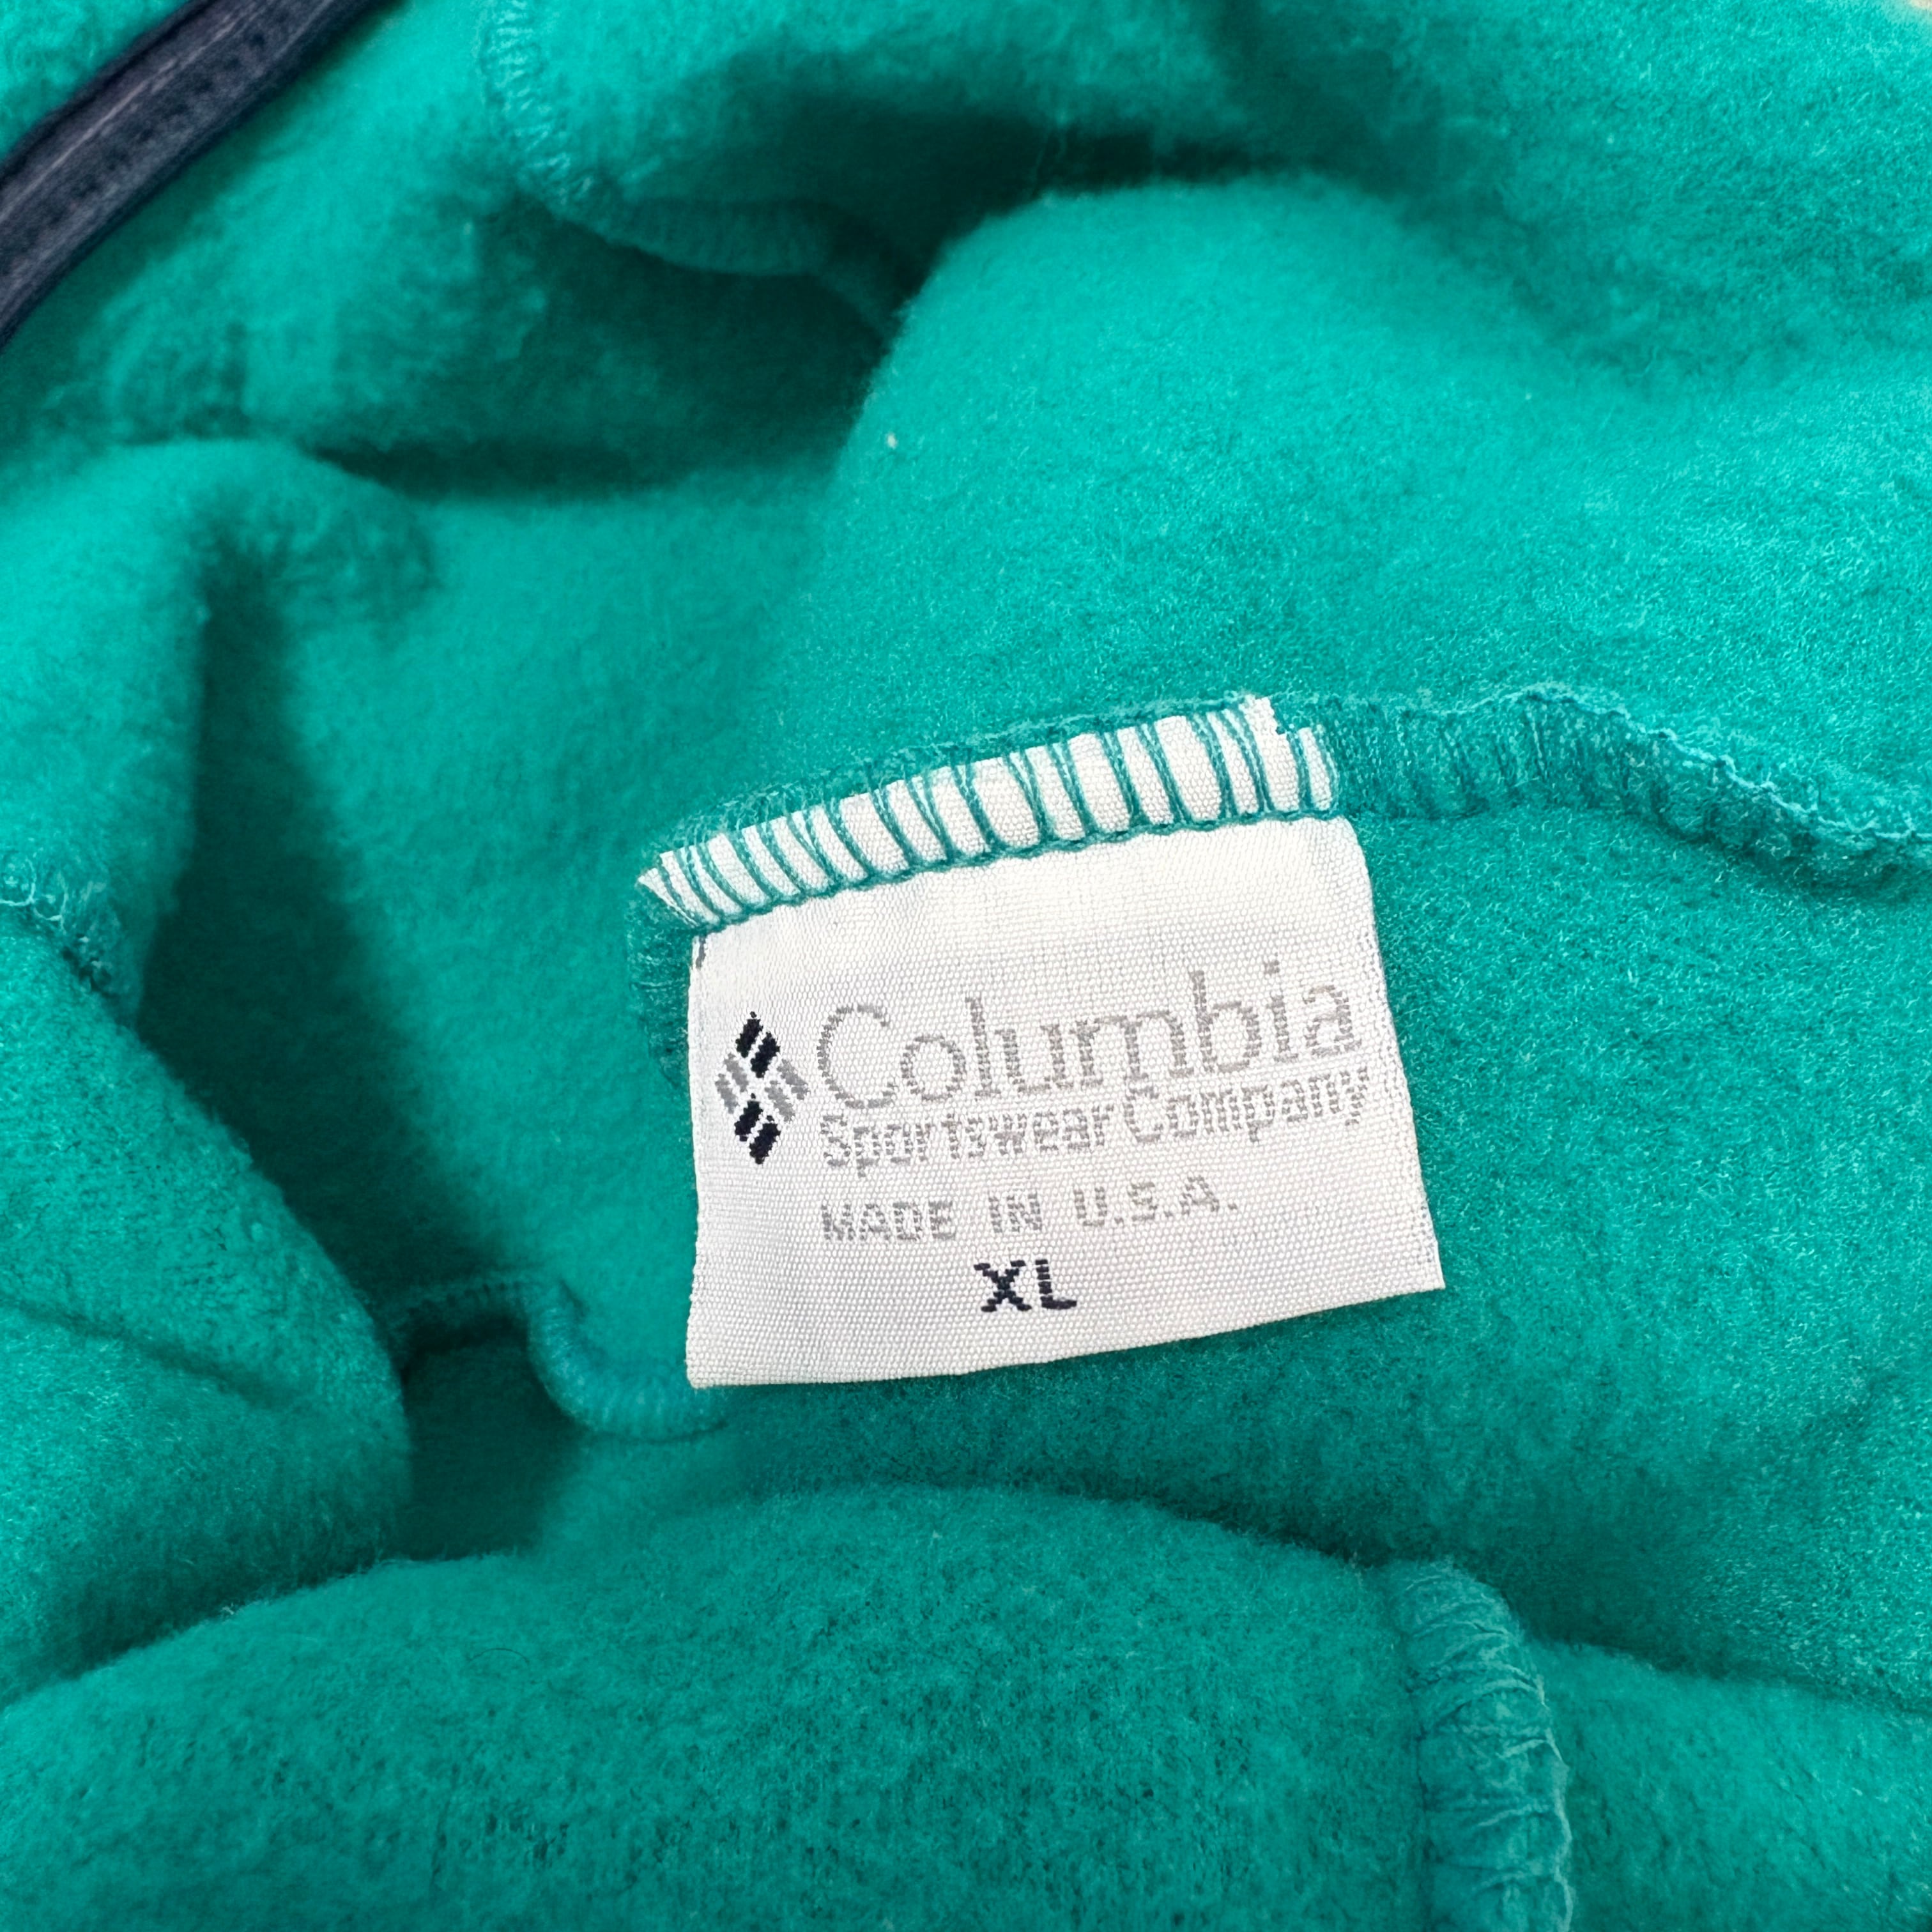 Columbia
Sportswear Company
MADE IN U.S.A.
XL